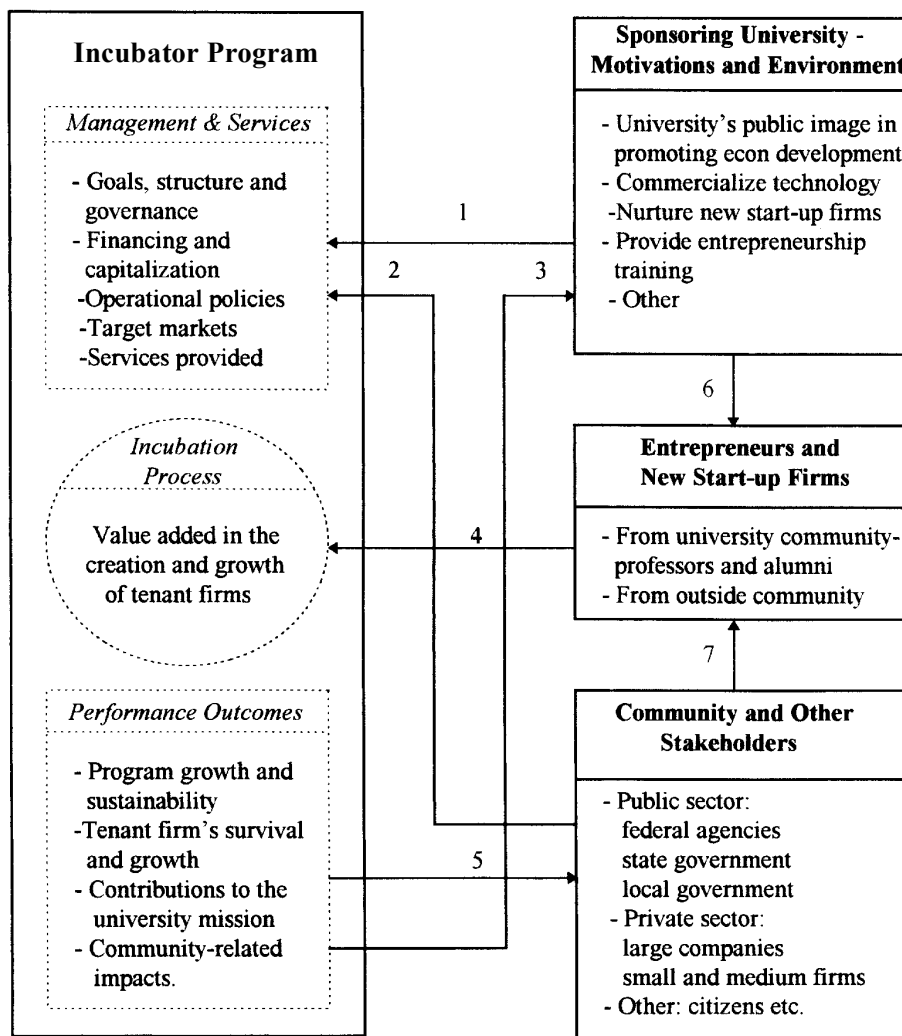 Incubator Program
Management & Services
- Goals, structure and
governance
- Financing and
capitalization
-Operational policies
-Target markets
-Services provided
Incubation
Process
Value added in the
creation and growth
of tenant firms
Performance Outcomes
- Program growth and
sustainability
-Tenant firm's survival
and growth
- Contributions to the
university mission
- Community-related
impacts.
1
2
3
4
5
Sponsoring University -
Motivations and Environment
- University's public image in
promoting econ development
- Commercialize technology
-Nurture new start-up firms
- Provide entrepreneurship
training
- Other
6
Entrepreneurs and
New Start-up Firms
- From university community-
professors and alumni
- From outside community
7
Community and Other
Stakeholders
- Public sector:
federal agencies
state government
local government
- Private sector:
large companies
small and medium firms
- Other: citizens etc.